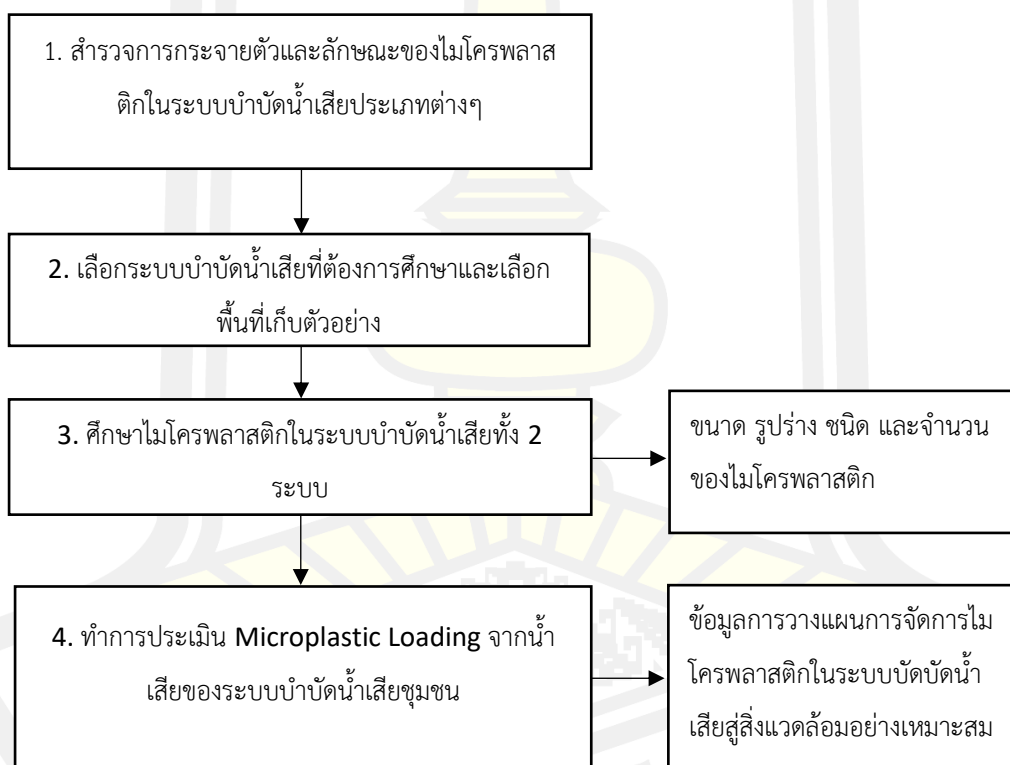 1. สำรวจการกระจายตัวและลักษณะของไมโครพลาส
ติกในระบบบำบัดน้ำเสียประเภทต่างๆ
2. เลือกระบบบำบัดน้ำเสียที่ต้องการศึกษาและเลือก
พื้นที่เก็บตัวอย่าง
3. ศึกษาไมโครพลาสติกในระบบบำบัดน้ำเสียทั้ง 2
ระบบ
ขนาด รูปร่าง ชนิด และจำนวน
ของไมโครพลาสติก
4. ทำการประเมิน Microplastic Loading จากน้ำ
เสียของระบบบำบัดน้ำเสียชุมชน
ข้อมูลการวางแผนการจัดการไม
โครพลาสติกในระบบบัดบัดน้ำ
เสียสู่สิ่งแวดล้อมอย่างเหมาะสม